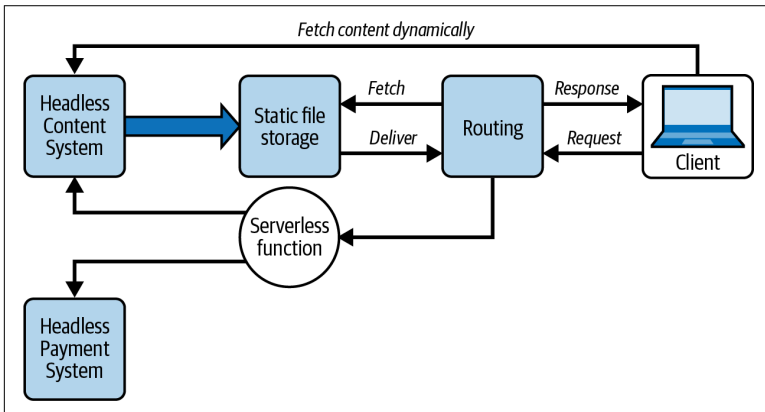 Fetch content dynamically
Headless
Content
System
Static file
storage
Fetch
Deliver
Routing
Response
Request
Client
Serverless
function
Headless
Payment
System